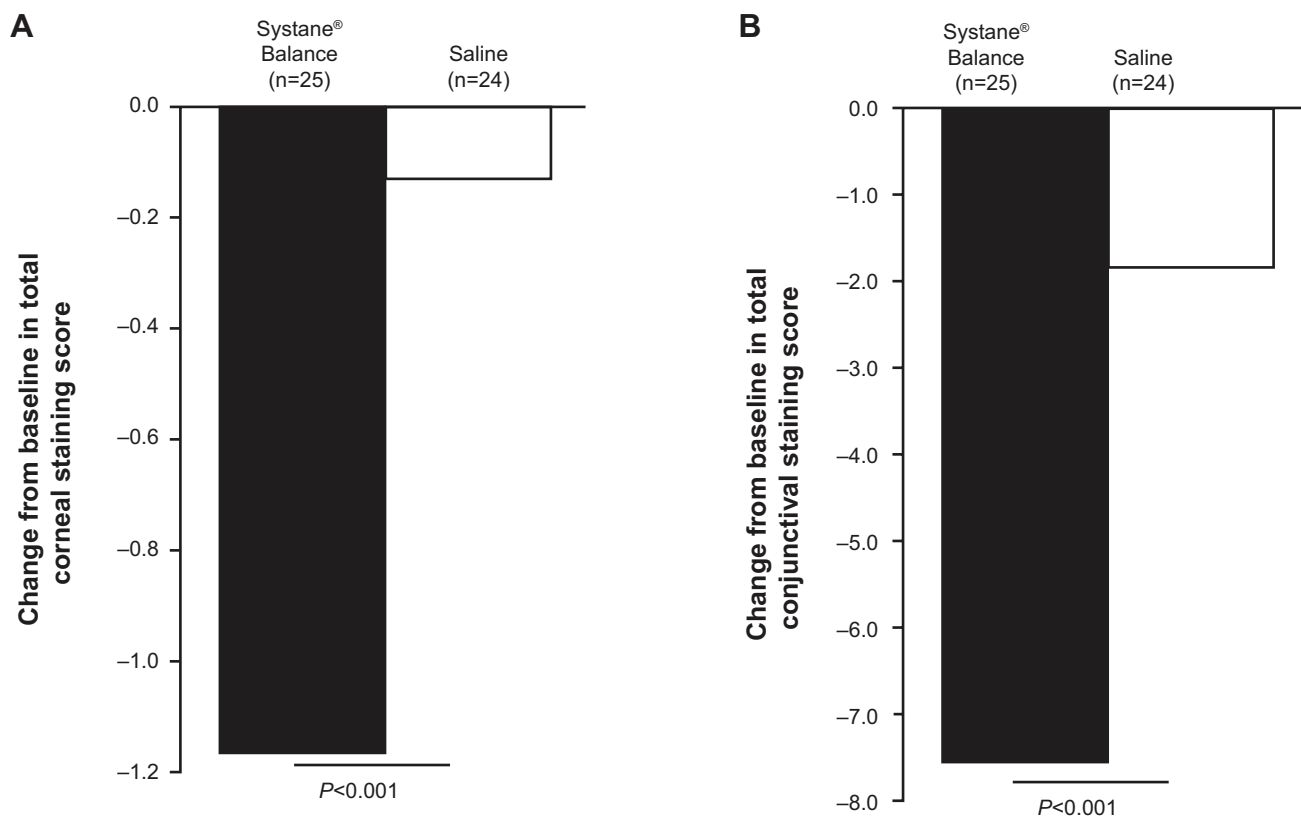 A
Systane®
Balance
(n=25)
Saline
(n=24)
0.0
–0.2
–0.4
–0.6
–0.8
–1.0
–1.2
Change from baseline in total
corneal staining score
P<0.001
B
Systane®
Balance
(n=25)
Saline
(n=24)
0.0
–1.0
–2.0
–3.0
–4.0
–5.0
–6.0
–7.0
–8.0
Change from baseline in total
conjunctival staining score
P<0.001